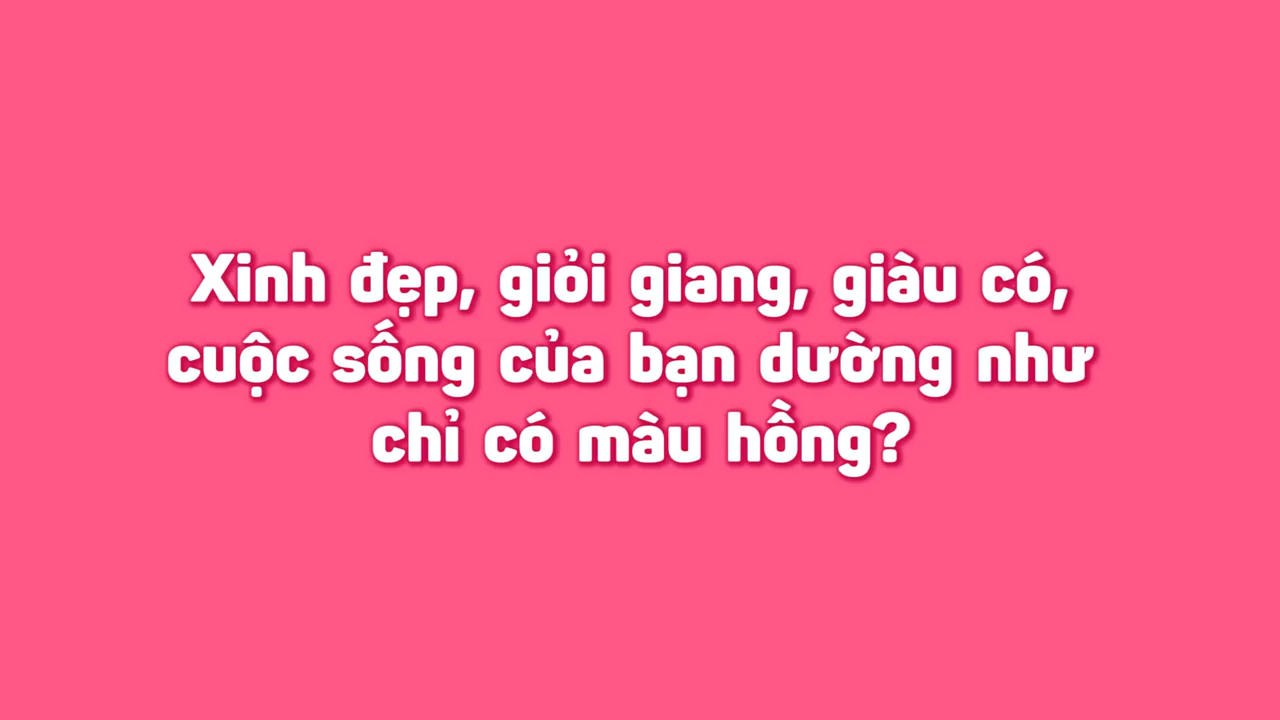 Xinh đẹp, giỏi giang, giàu có,
cuộc sống của bạn dường như
chỉ có màu hồng?